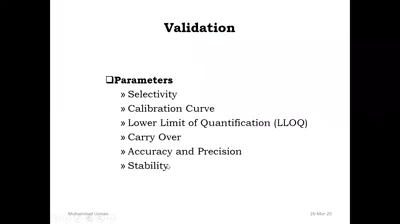 Validation
❑Parameters
» Selectivity
» Calibration Curve
» Lower Limit of Quantification (LLOQ)
» Carry Over
» Accuracy and Precision
» Stability
Muhammad Usman
26-Mar-20